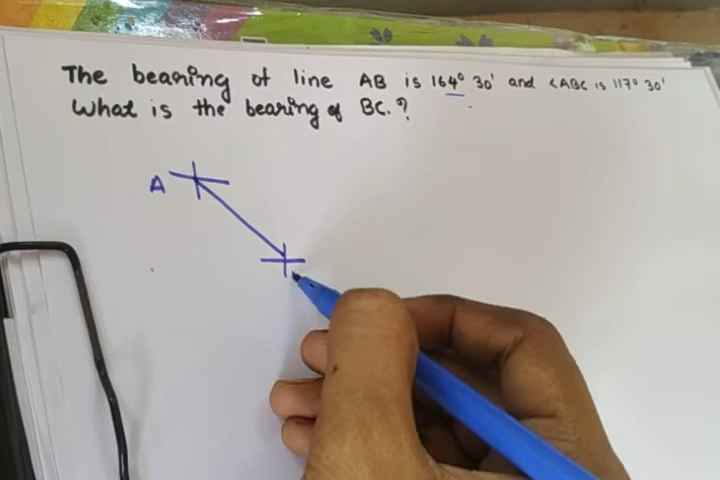 The bearing of line AB is 164° 30' and <ABC is 117° 30'
What is the bearing of BC.?
A